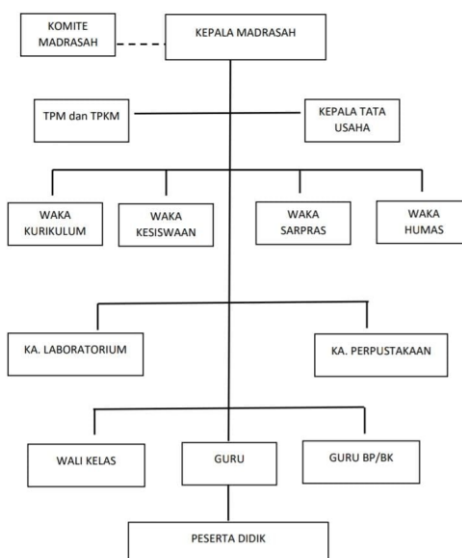 KOMITE
MADRASAH
KEPALA MADRASAH
TPM dan TPKM
KEPALA TATA
USAHA
WAKA
KURIKULUM
WAKA
KESISWAAN
WAKA
SARPRAS
WAKA
HUMAS
KA. LABORATORIUM
KA. PERPUSTAKAAN
WALI KELAS
GURU
GURU BP/BK
PESERTA DIDIK